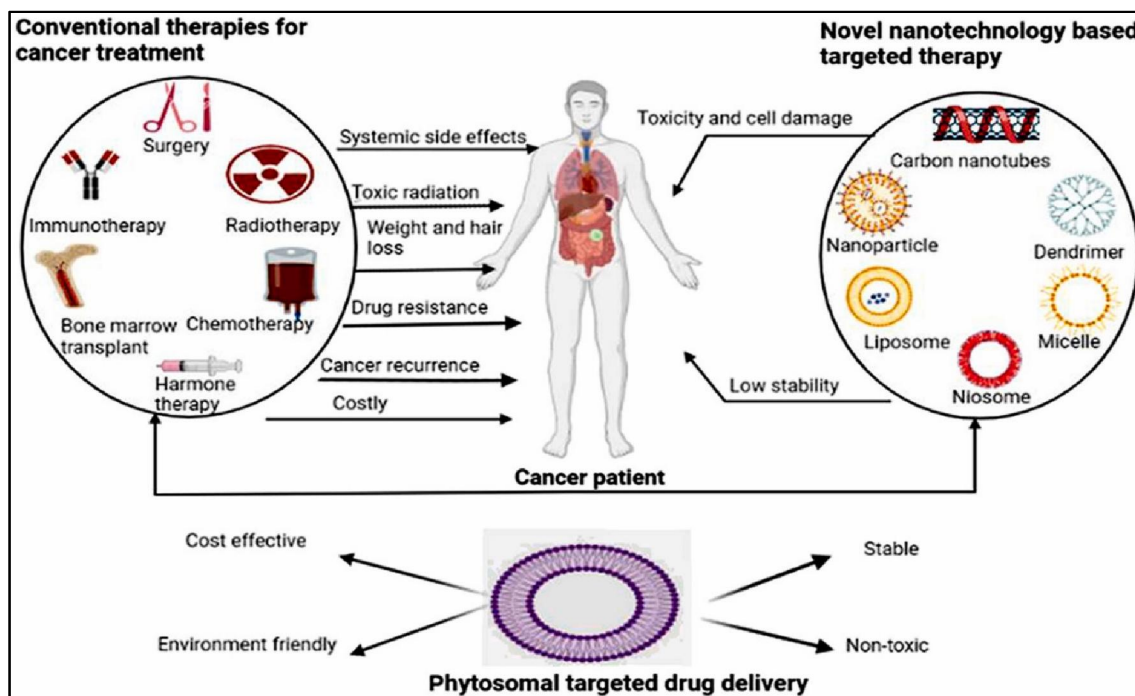 Conventional therapies for
cancer treatment
Surgery
Immunotherapy
Radiotherapy
Bone marrow
transplant
Chemotherapy
Harmone
therapy
Systemic side effects
Toxic radiation
Weight and hair
loss
Drug resistance
Cancer recurrence
Costly
Cancer patient
Novel nanotechnology based
targeted therapy
Toxicity and cell damage
Low stability
Carbon nanotubes
Nanoparticle
Dendrimer
Liposome
Micelle
Niosome
Cost effective
Environment friendly
Stable
Non-toxic
Phytosomal targeted drug delivery